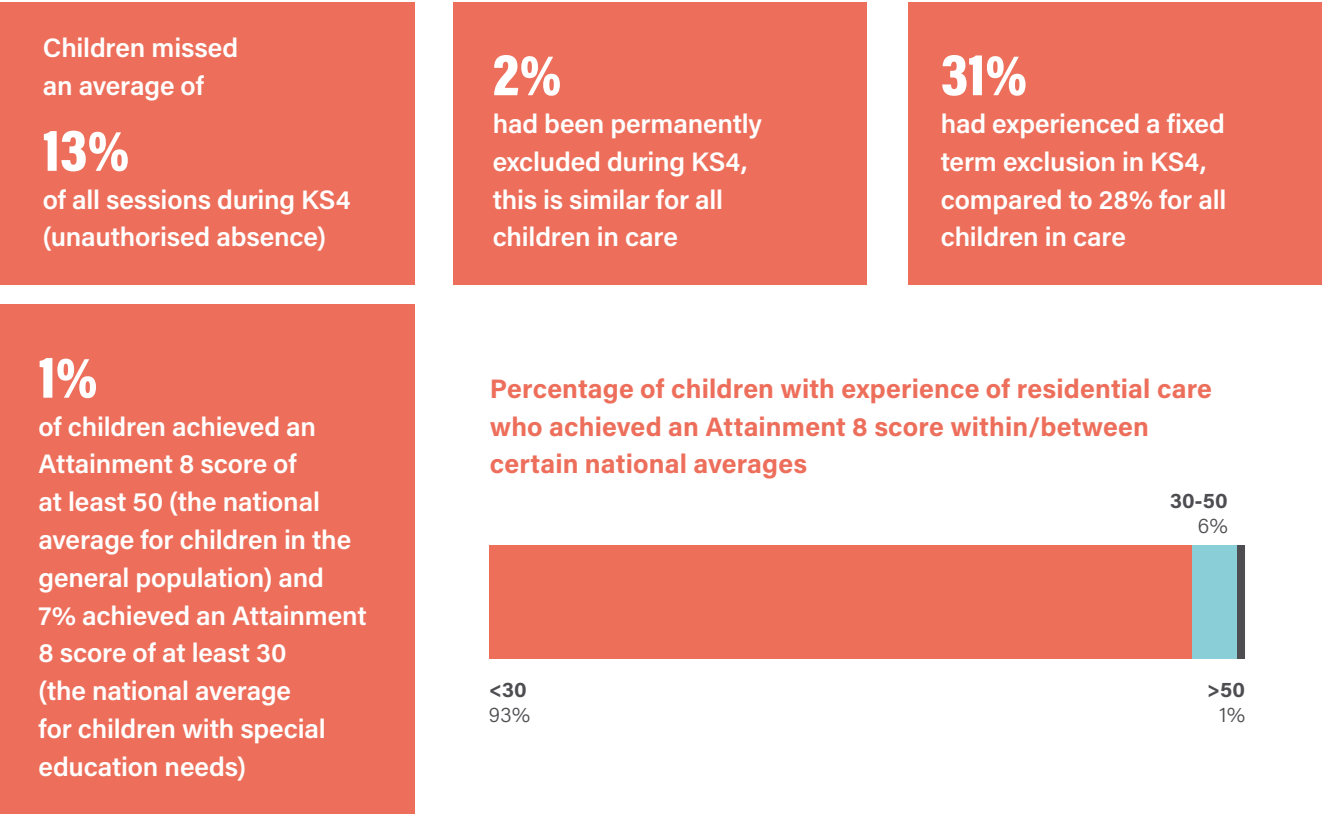 Children missed
an average of
13%
of all sessions during KS4
(unauthorised absence)
2%
had been permanently
excluded during KS4,
this is similar for all
children in care
31%
had experienced a fixed
term exclusion in KS4,
compared to 28% for all
children in care
1%
of children achieved an
Attainment 8 score of
at least 50 (the national
average for children in the
general population) and
7% achieved an Attainment
8 score of at least 30
(the national average
for children with special
education needs)
Percentage of children with experience of residential care
who achieved an Attainment 8 score within/between
certain national averages
30-50
6%
<30
93%
>50
1%